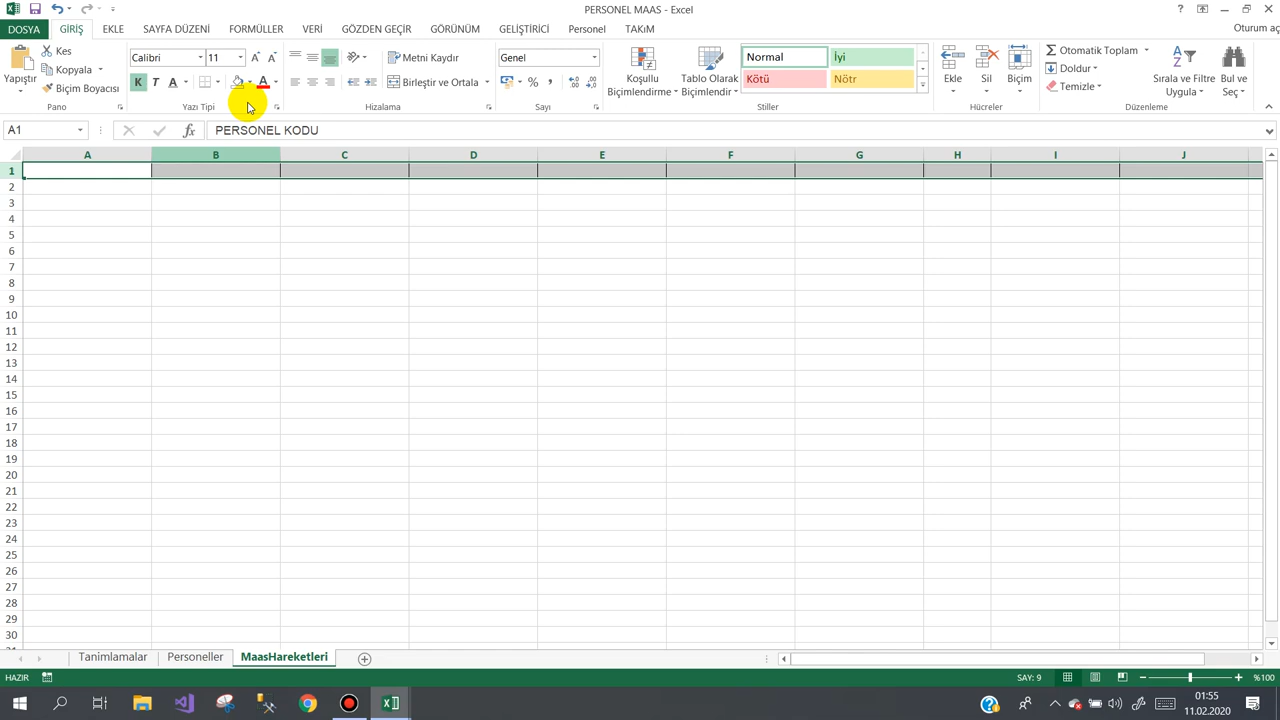 PERSONEL MAAS - Excel
DOSYA GİRİŞ EKLE SAYFA DÜZENİ FORMÜLLER VERİ GÖZDEN GEÇİR GÖRÜNÜM GELİŞTİRİCİ Personel TAKIM Oturum aç
Yapıştır
Kes
Kopyala
Biçim Boyacısı
Pano
Calibri 11
K T A
Yazı Tipi
Metni Kaydır
Birleştir ve Ortala
Hizalama
Genel
%
Sayı
Koşullu Biçimlendirme
Tablo Olarak Biçimlendir
Normal İyi
Kötü Nötr
Stiller
Ekle Sil Biçim
Hücreler
Otomatik Toplam
Doldur
Temizle
Sırala ve Filtre Uygula
Bul ve Seç
Düzenleme
A1 fx PERSONEL KODU
A B C D E F G H I J
1
2
3
4
5
6
7
8
9
10
11
12
13
14
15
16
17
18
19
20
21
22
23
24
25
26
27
28
29
30
Tanimlamalar Personeller MaasHareketleri
HAZIR SAY: 9 %100
01:55
11.02.2020